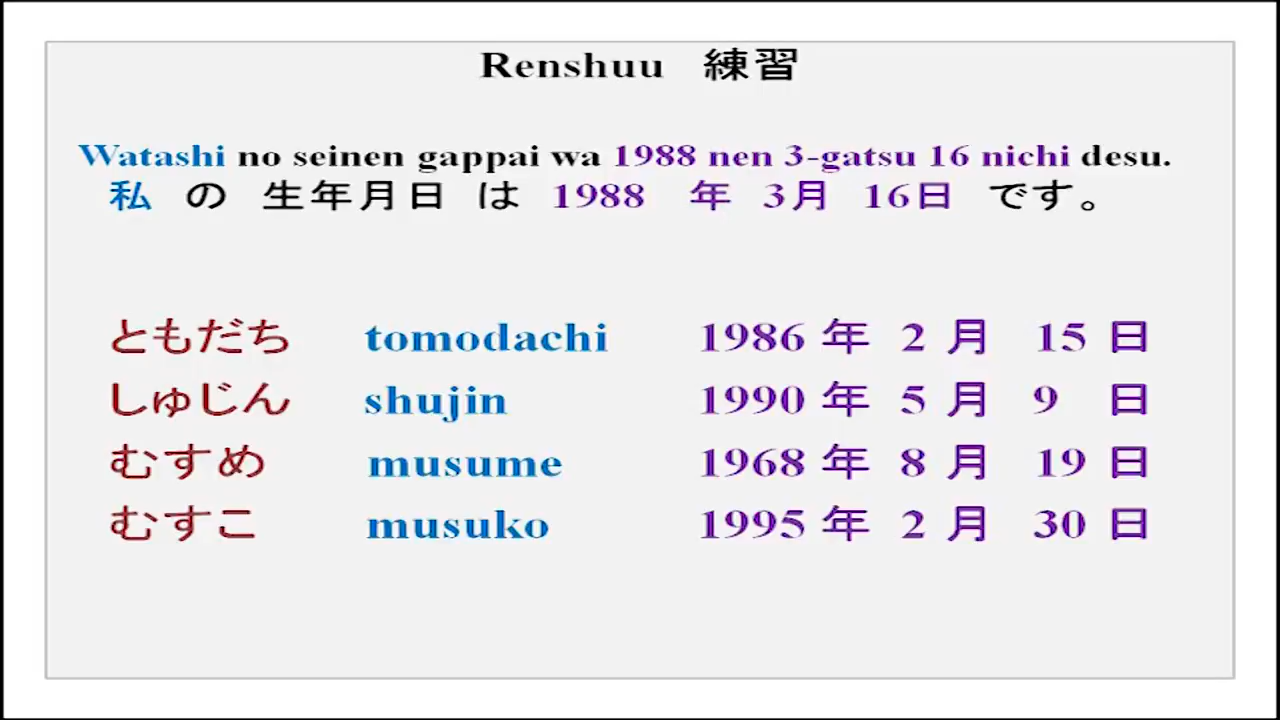 Renshuu 練習
Watashi no seinen gappai wa 1988 nen 3-gatsu 16 nichi desu.
私 の 生年月日 は 1988 年 3月 16日 です。
ともだち tomodachi 1986 年 2 月 15 日
しゅじん shujin 1990 年 5 月 9 日
むすめ musume 1968 年 8 月 19 日
むすこ musuko 1995 年 2 月 30 日